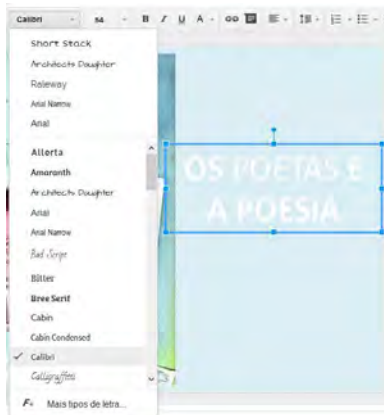 Calibri 54 B I U A
Short Stack
Architects Daughter
Raleway
Arial Narrow
Arial
Allerta
Amaranth
Architects Daughter
Arial
Arial Narrow
Bad Script
Bitter
Bree Serif
Cabin
Cabin Condensed
Calibri
Calligraffitti
Mais tipos de letra...
OS POETAS E
A POESIA